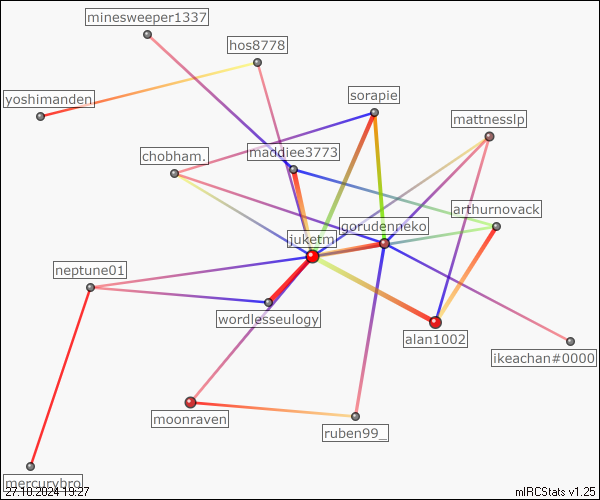 minesweeper1337
hos8778
yoshimanden_
sorapie
mattnesslp
chobham.
maddiee3773
arthurnovack
gorudenneko
juketm
neptune01
wordlesseulogy
alan1002
ikeachan#0000
moonraven
ruben99_
mercurybro
27.10.2024 19:27
mIRCStats v1.25